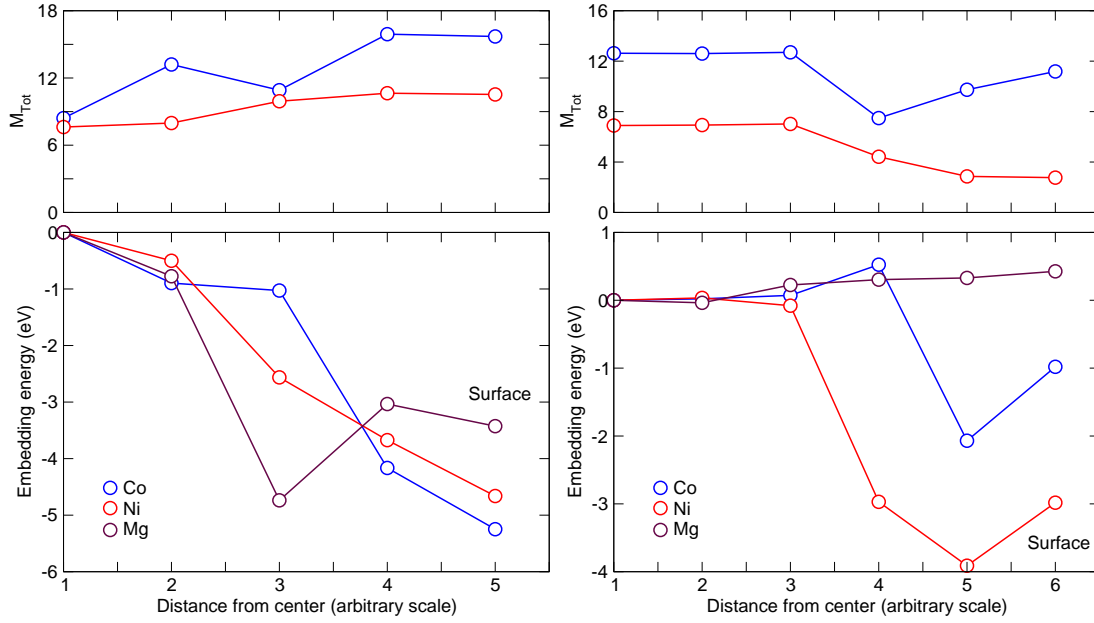 18
12
6
0
M_Tot
16
12
8
4
0
M_Tot
0
-1
-2
-3
-4
-5
-6
Embedding energy (eV)
Surface
Co
Ni
Mg
1 2 3 4 5
Distance from center (arbitrary scale)
1
0
-1
-2
-3
-4
Embedding energy (eV)
Co
Ni
Mg
Surface
1 2 3 4 5 6
Distance from center (arbitrary scale)